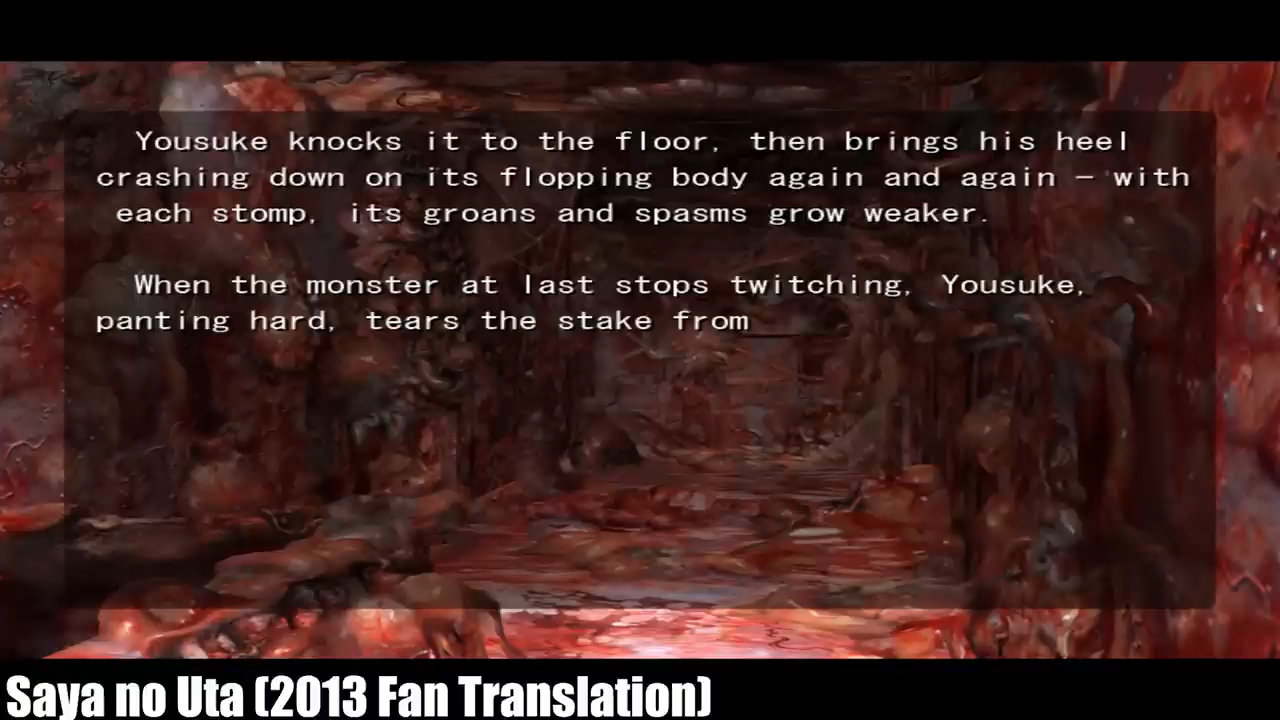 Yousuke knocks it to the floor, then brings his heel
crashing down on its flopping body again and again – with
each stomp, its groans and spasms grow weaker.
When the monster at last stops twitching, Yousuke,
panting hard, tears the stake from
Saya no Uta (2013 Fan Translation)